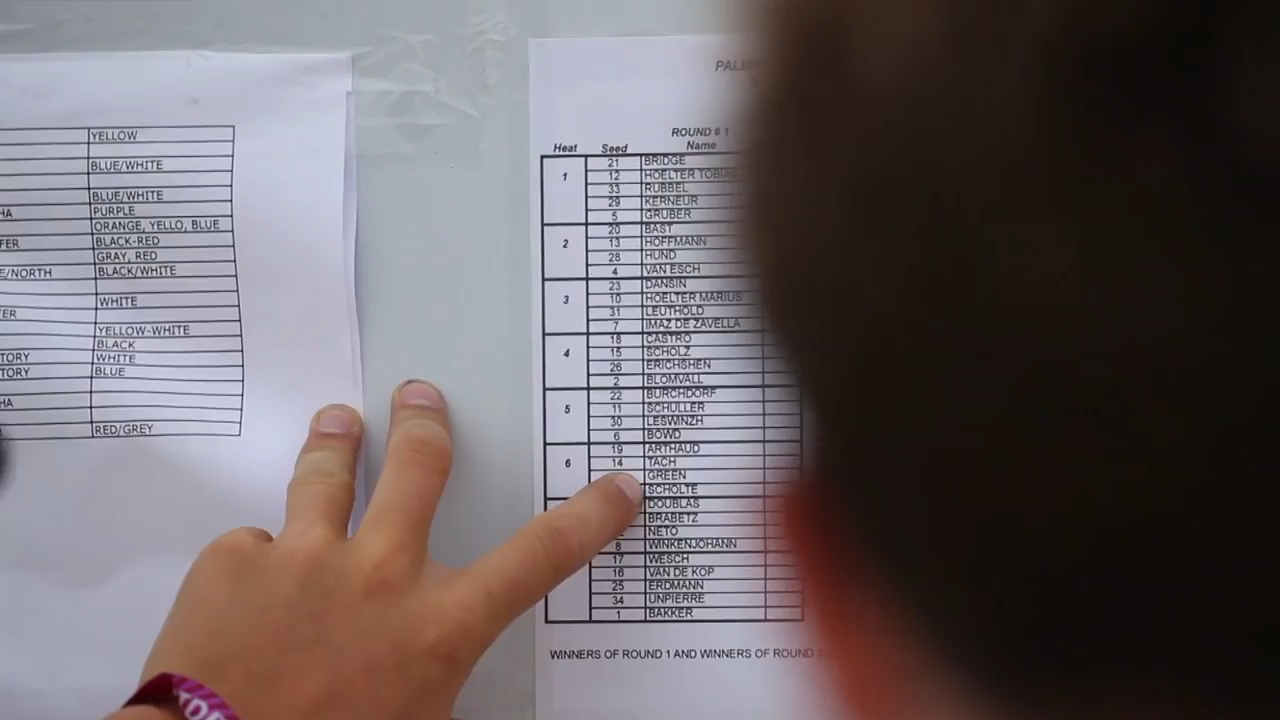 YELLOW
BLUE/WHITE
BLUE/WHITE
HA PURPLE
ORANGE, YELLO, BLUE
FER BLACK-RED
GRAY, RED
E/NORTH BLACK/WHITE
WHITE
ER
YELLOW-WHITE
BLACK
TORY WHITE
TORY BLUE
HA
RED/GREY
ROUND # 1
Heat Seed Name
1
21 BRIDGE
12 HOELTER TOBIAS
33 RUBBEL
29 KERNEUR
5 GRUBER
2
20 BAST
13 HOFFMANN
28 HUND
4 VAN ESCH
3
23 DANSIN
10 HOELTER MARIUS
31 LEUTHOLD
7 IMAZ DE ZAVELLA
4
18 CASTRO
15 SCHOLZ
26 ERICHSHEN
2 BLOMVALL
5
22 BURCHDORF
11 SCHULLER
30 LESWINZH
6 BOWD
6
19 ARTHAUD
14 TACH
GREEN
SCHOLTE
DOUBLAS
BRABETZ
NETO
8 WINKENJOHANN
17 WESCH
16 VAN DE KOP
25 ERDMANN
34 UNPIERRE
1 BAKKER
WINNERS OF ROUND 1 AND WINNERS OF ROUND